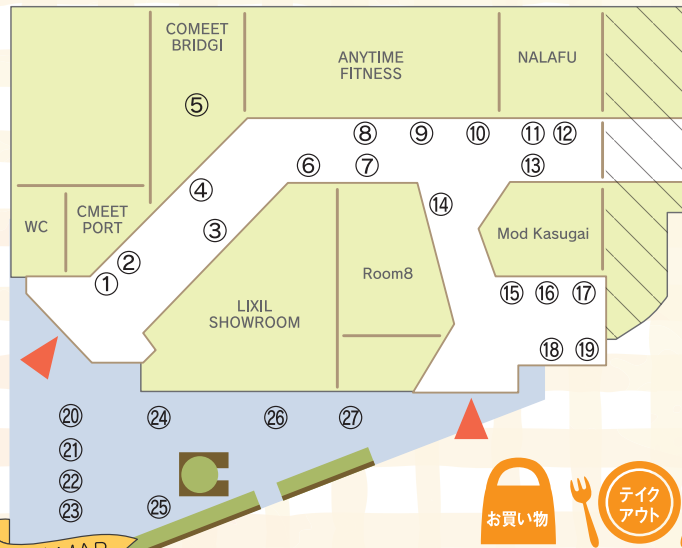 COMEET
BRIDGI
ANYTIME
FITNESS
NALAFU
⑤
⑧
⑨
⑩
⑪
⑫
⑥
⑦
⑬
④
⑭
WC
CMEET
PORT
③
Mod Kasugai
②
①
Room8
LIXIL
SHOWROOM
⑮
⑯
⑰
⑱
⑲
⑳
㉔
㉖
㉗
㉑
㉒
㉓
㉕
お買い物
テイク
アウト
MAP